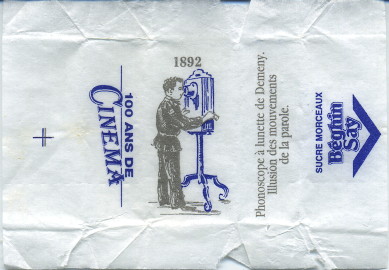 100 ANS DE
CINEMA
1892
Phonoscope à lunette de Demeny.
Illusion des mouvements
de la parole.
SUCRE MORCEAUX
Béghin
Say